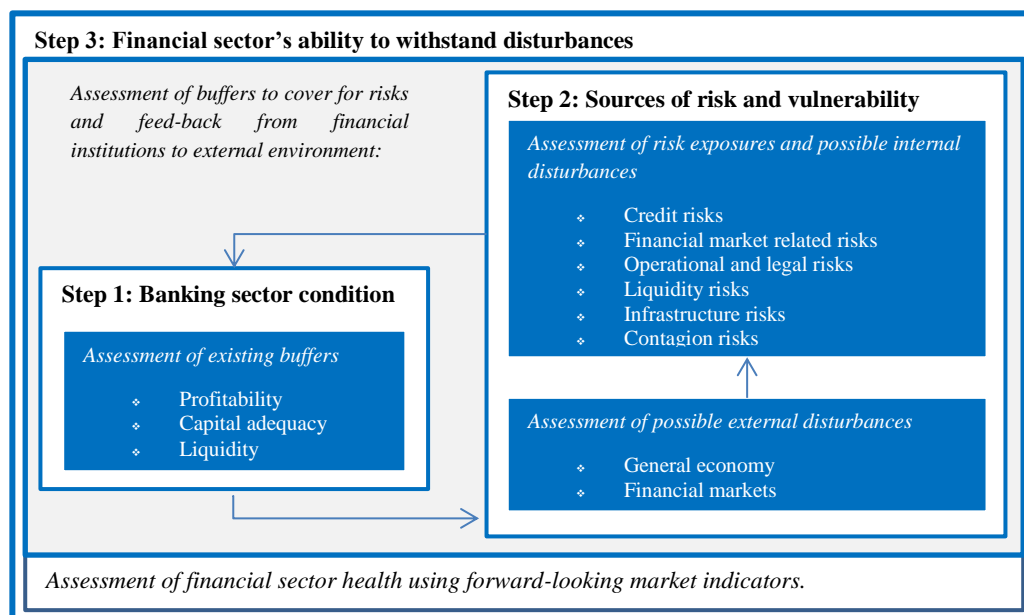 Step 3: Financial sector's ability to withstand disturbances
Assessment of buffers to cover for risks
and feed-back from financial
institutions to external environment:
Step 2: Sources of risk and vulnerability
Assessment of risk exposures and possible internal
disturbances
Credit risks
Financial market related risks
Operational and legal risks
Liquidity risks
Infrastructure risks
Contagion risks
Step 1: Banking sector condition
Assessment of existing buffers
Profitability
Capital adequacy
Liquidity
Assessment of possible external disturbances
General economy
Financial markets
Assessment of financial sector health using forward-looking market indicators.